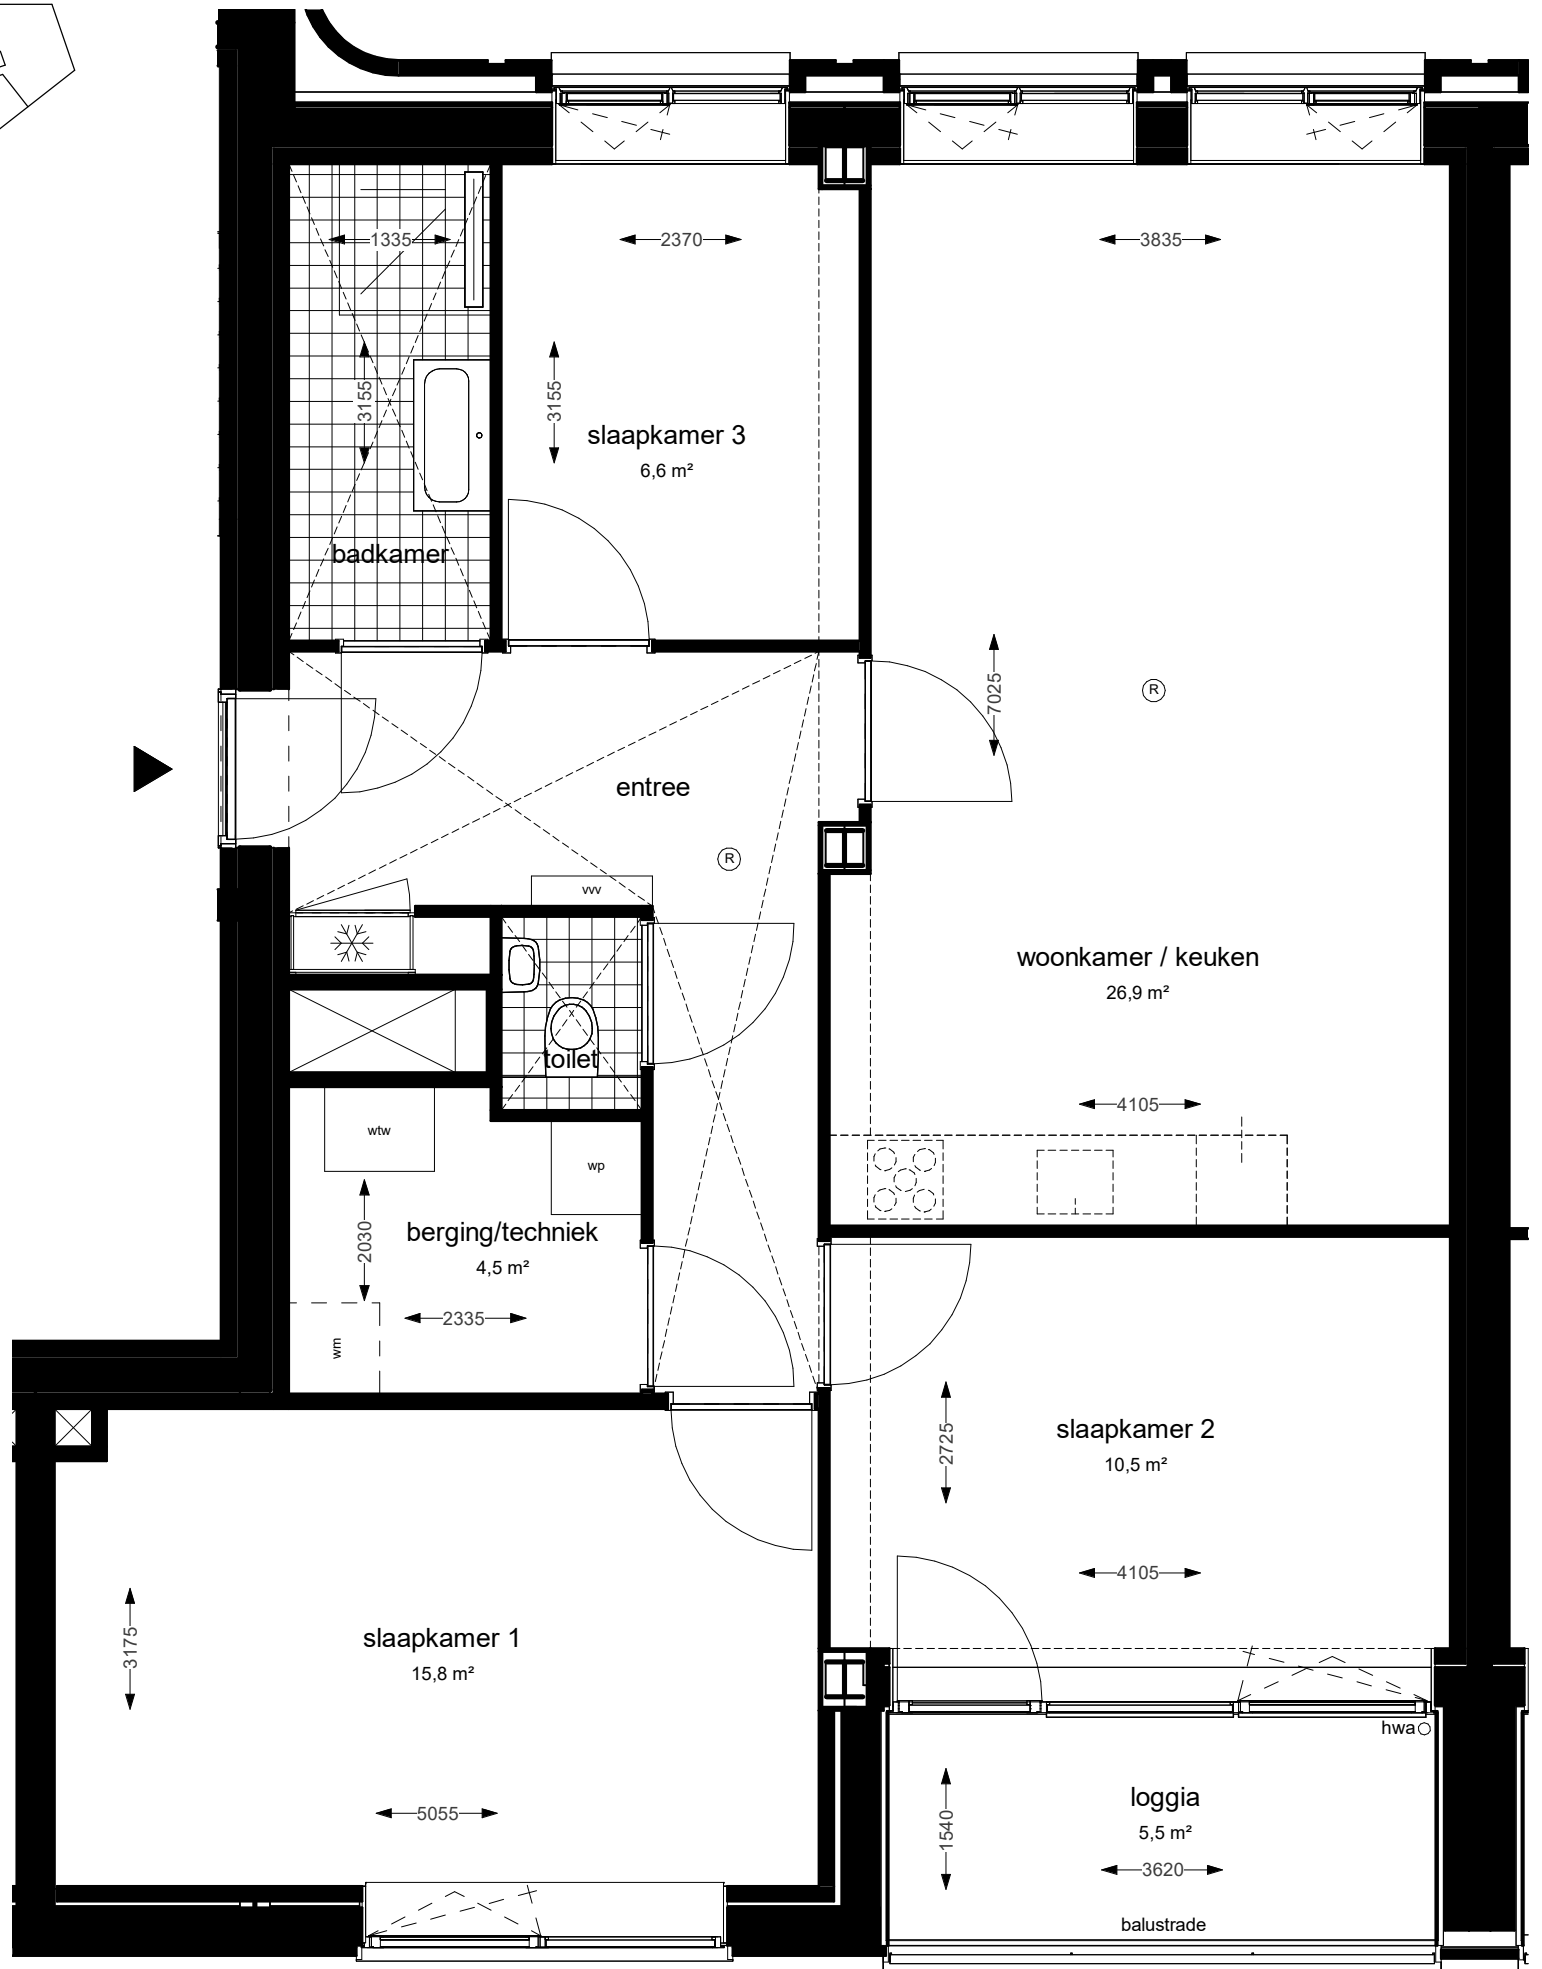 1335
2370
3835
3155
3155
slaapkamer 3
6,6 m²
badkamer
7025
R
entree
R
vvv
woonkamer / keuken
26,9 m²
toilet
4105
wtw
wp
2030
berging/techniek
4,5 m²
2335
wm
slaapkamer 2
10,5 m²
2725
4105
slaapkamer 1
15,8 m²
3175
5055
hwa
loggia
5,5 m²
1540
3620
balustrade